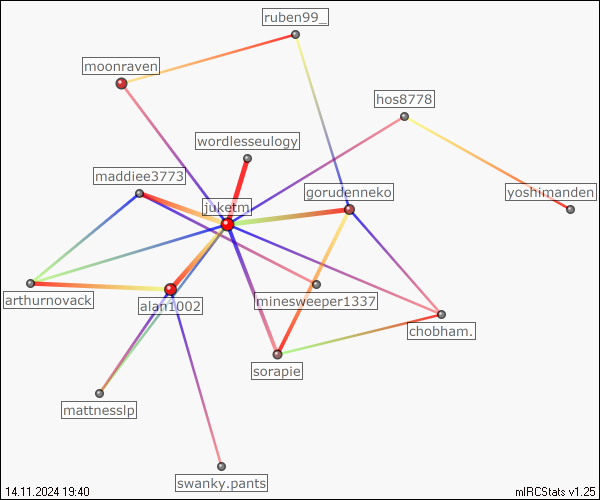 ruben99_
moonraven
hos8778
wordlesseulogy
maddiee3773
gorudenneko
yoshimanden
juketm
minesweeper1337
arthurnovack
alan1002
chobham.
sorapie
mattnesslp
swanky.pants
14.11.2024 19:40
mIRCStats v1.25